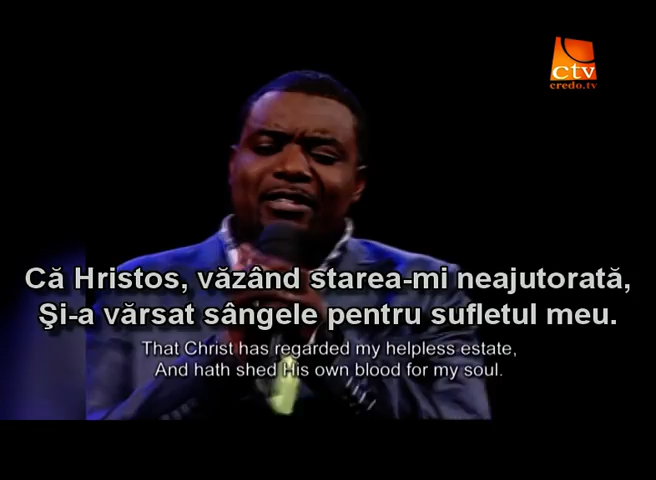 ctv
credo.tv
Că Hristos, văzând starea-mi neajutorată,
Şi-a vărsat sângele pentru sufletul meu.
That Christ has regarded my helpless estate,
And hath shed His own blood for my soul.